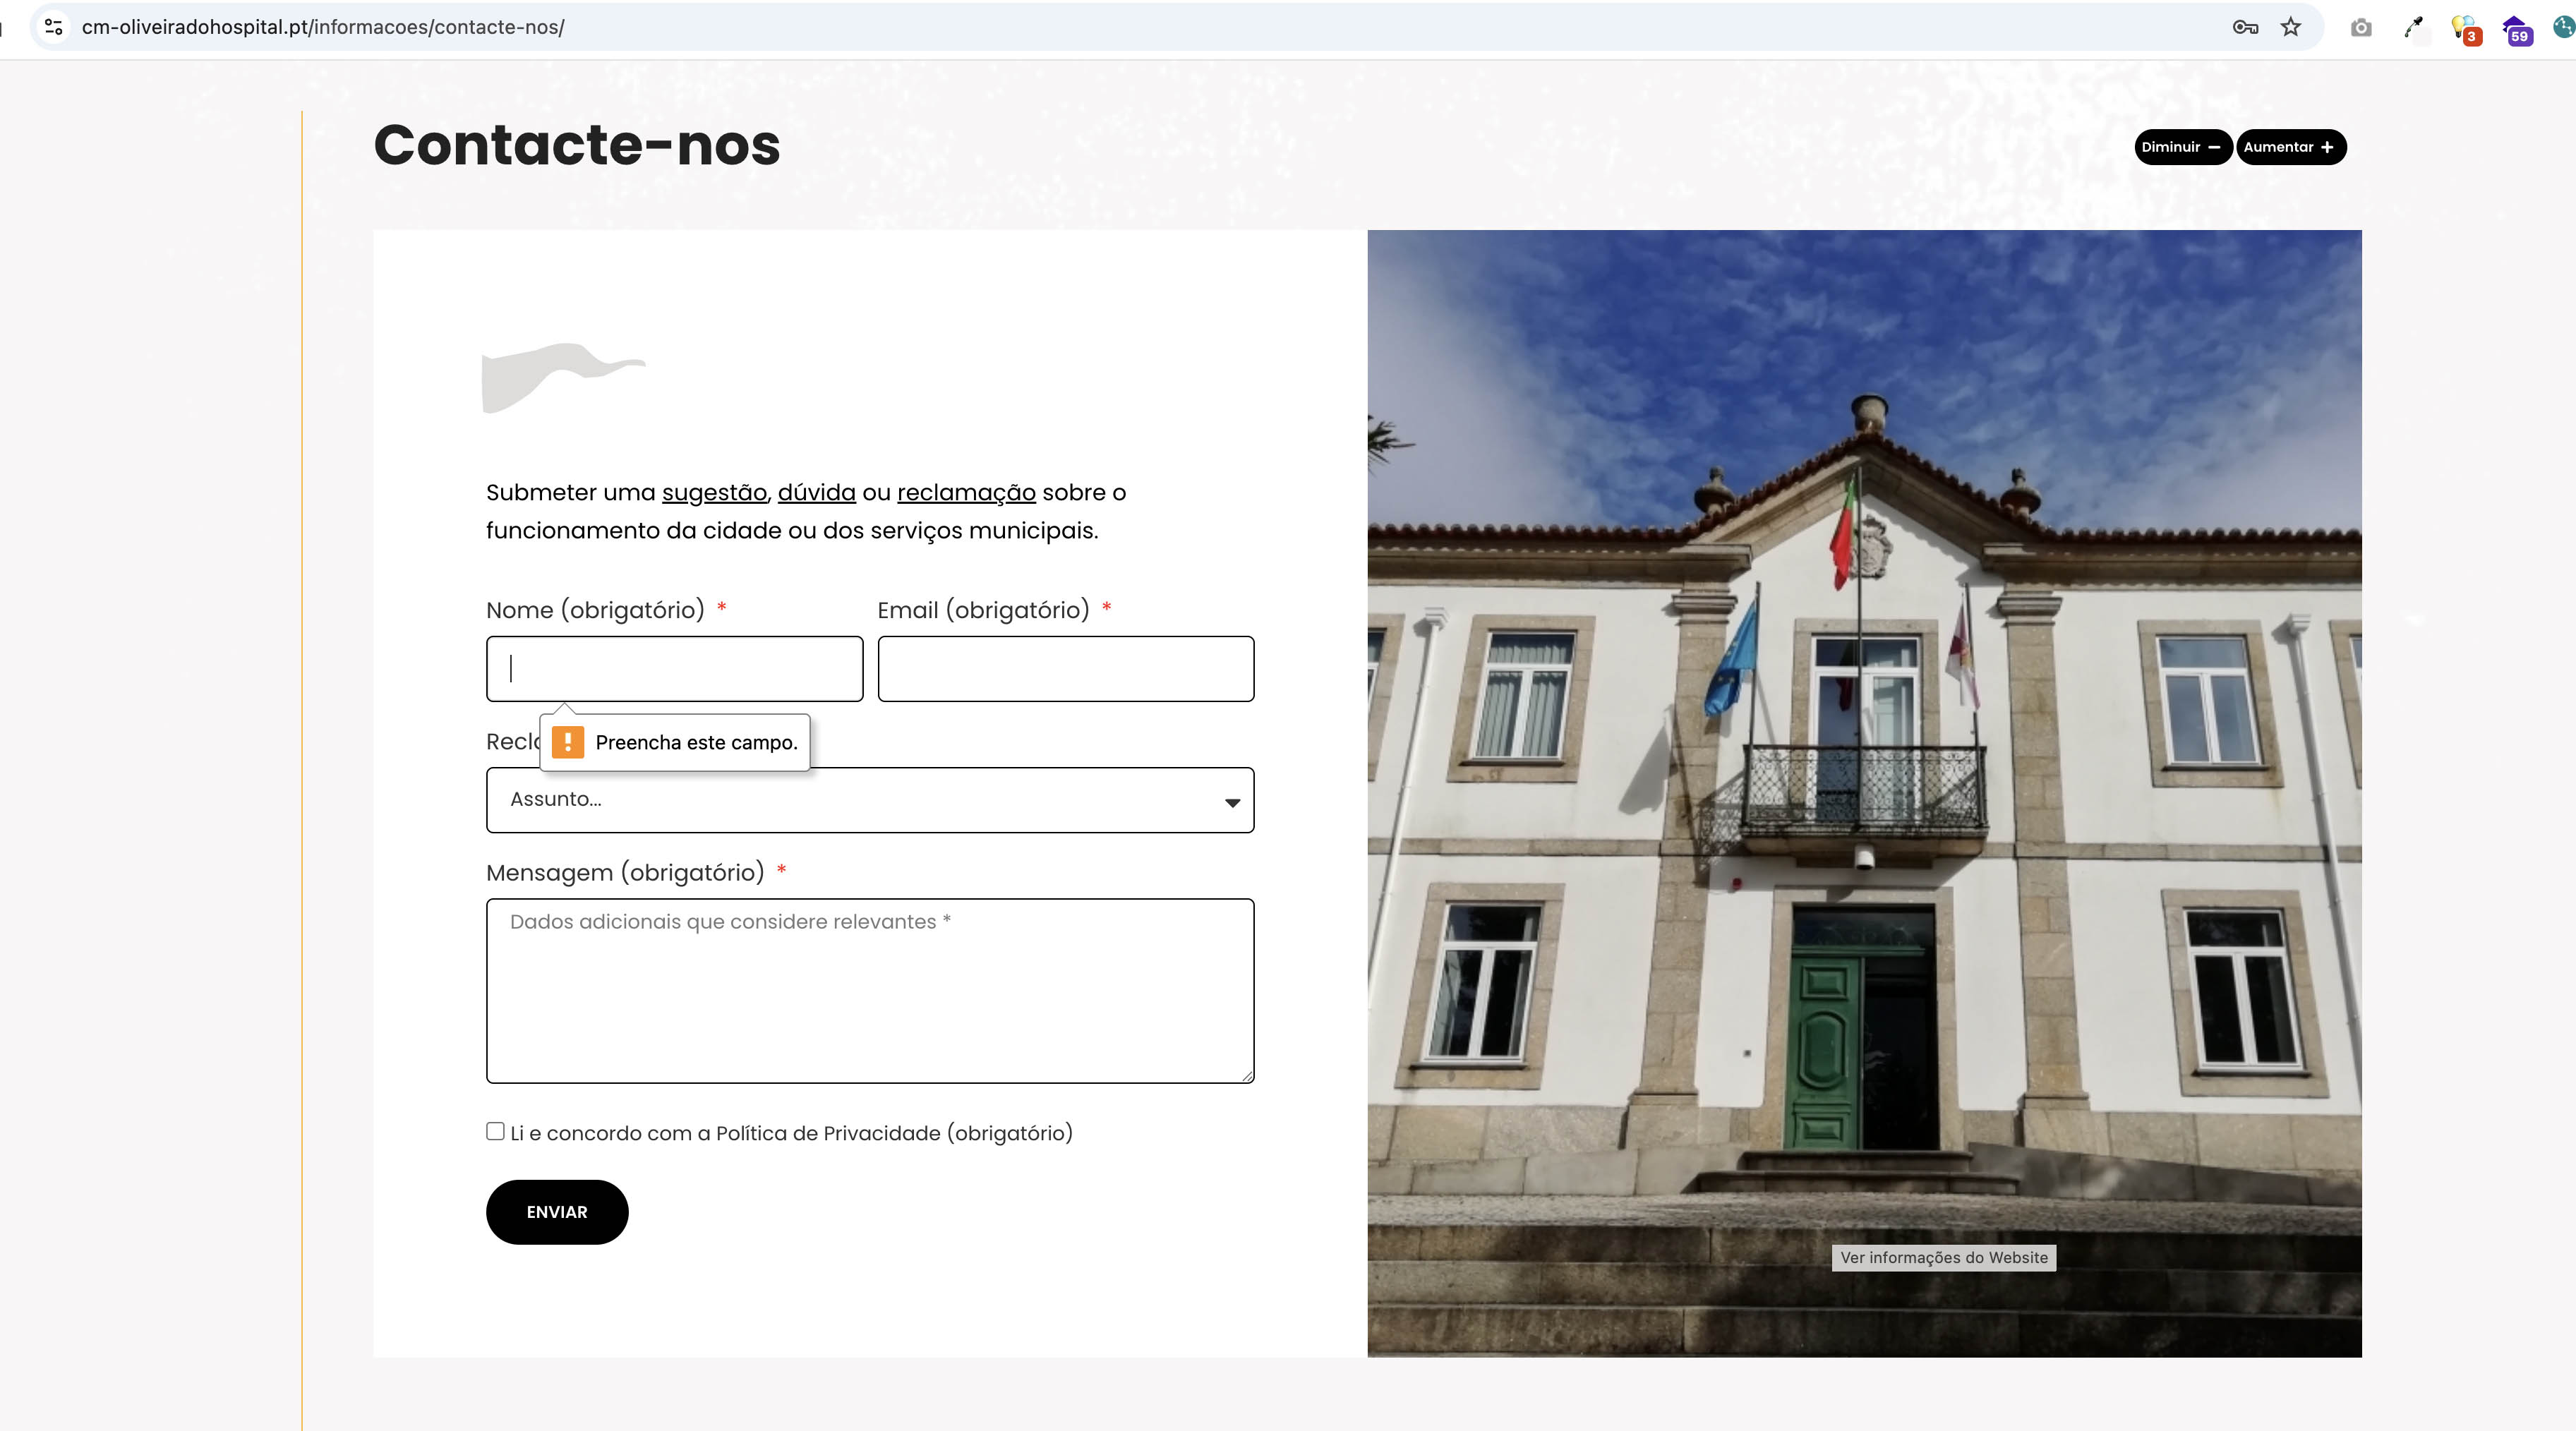 cm-oliveiradohospital.pt/informacoes/contacte-nos/
3
59
Contacte-nos
Diminuir −
Aumentar +
Submeter uma sugestão, dúvida ou reclamação sobre o
funcionamento da cidade ou dos serviços municipais.
Nome (obrigatório) *
Email (obrigatório) *
Preencha este campo.
Assunto...
Mensagem (obrigatório) *
Dados adicionais que considere relevantes *
Li e concordo com a Política de Privacidade (obrigatório)
ENVIAR
Ver informações do Website